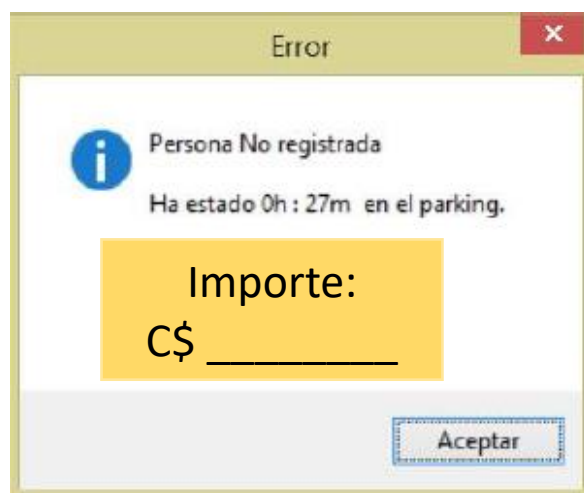 Error
Persona No registrada
Ha estado 0h : 27m en el parking.
Importe:
C$ ________
Aceptar